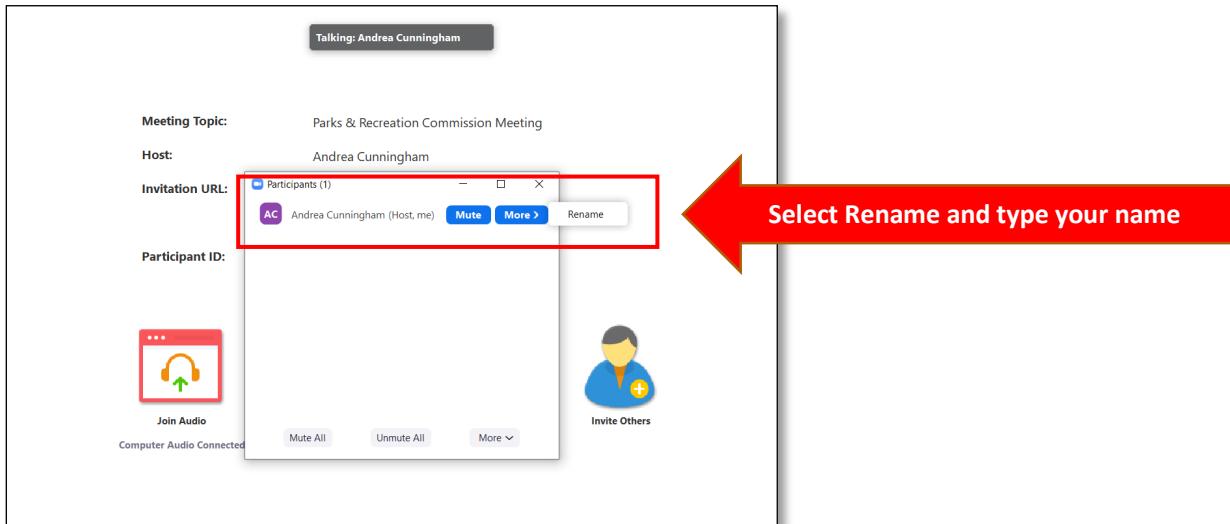 Talking: Andrea Cunningham
Meeting Topic: Parks & Recreation Commission Meeting
Host: Andrea Cunningham
Invitation URL:
Participants (1)
AC Andrea Cunningham (Host, me) Mute More > Rename
Select Rename and type your name
Participant ID:
Join Audio
Computer Audio Connected
Invite Others
Mute All Unmute All More